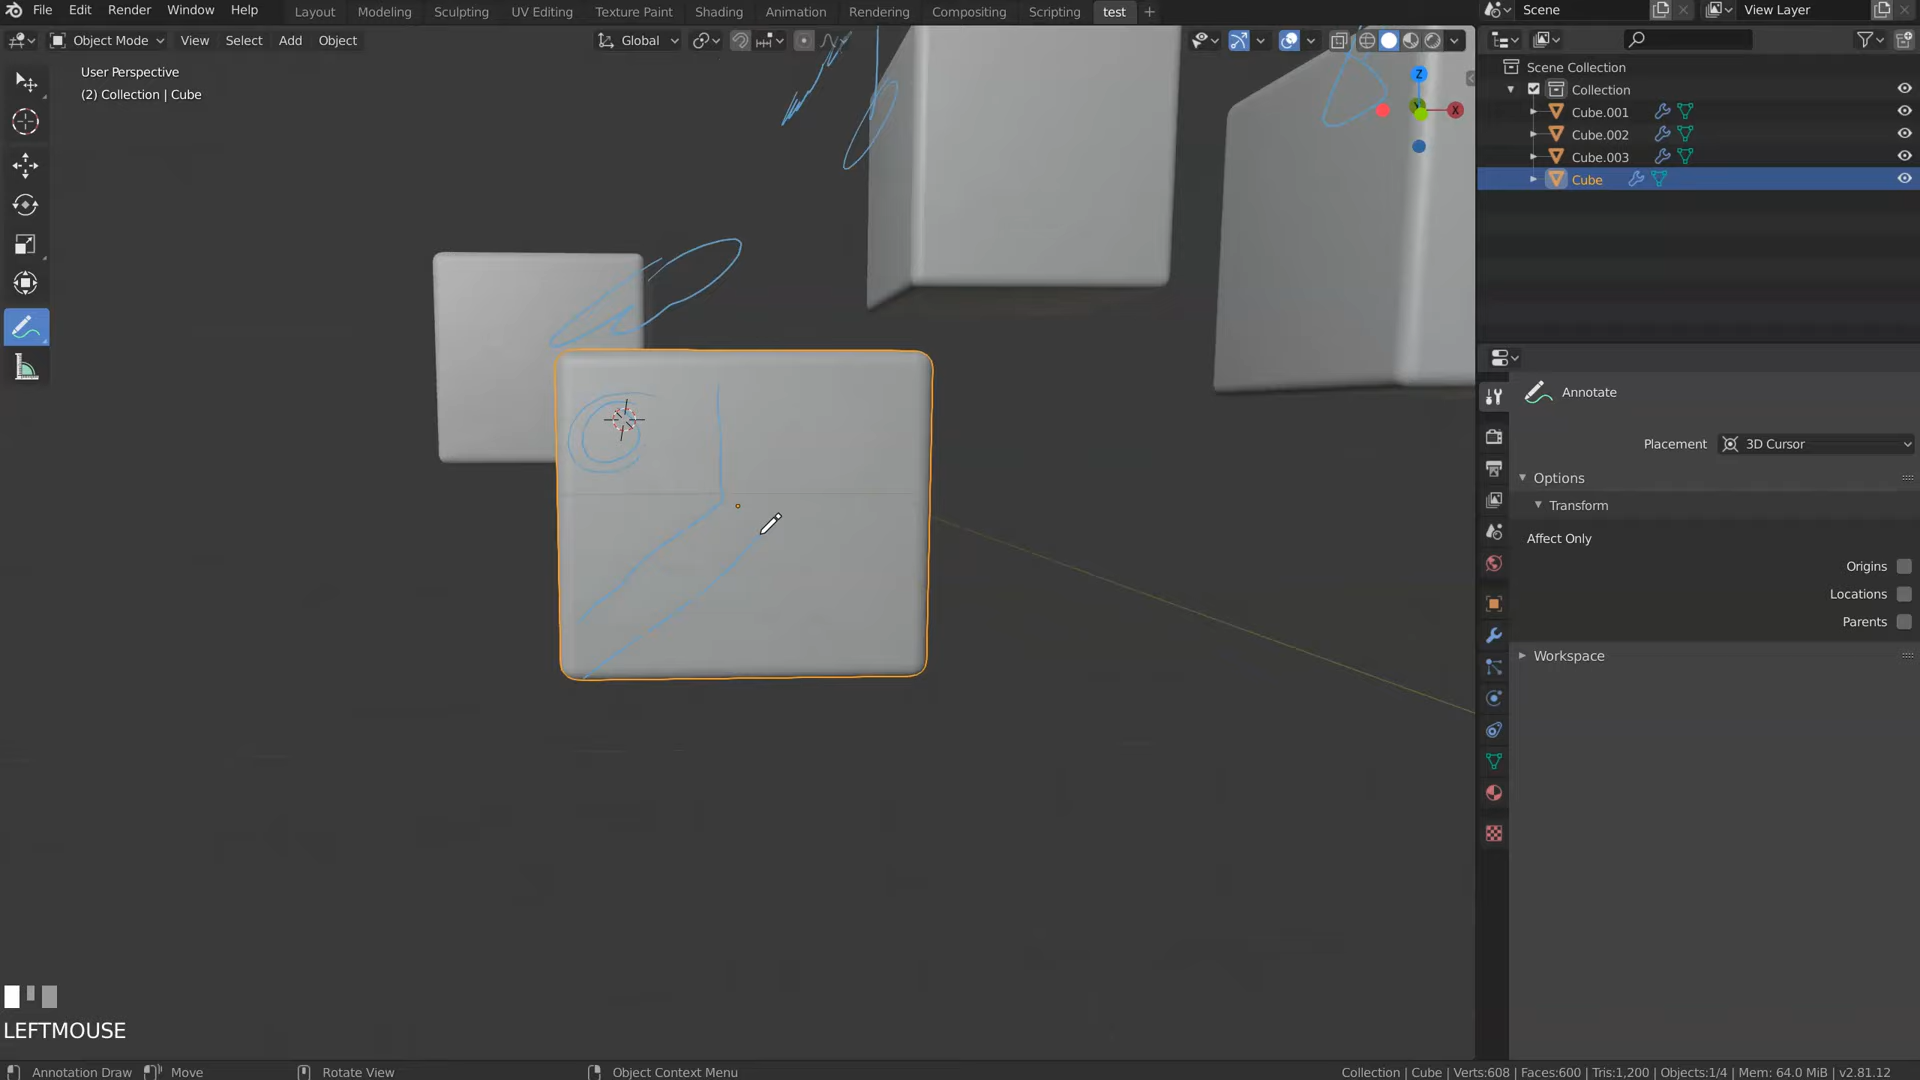 File Edit Render Window Help Layout Modeling Sculpting UV Editing Texture Paint Shading Animation Rendering Compositing Scripting test + Scene View Layer
Object Mode View Select Add Object Global
User Perspective
(2) Collection | Cube
Z
X
Scene Collection
Collection
Cube.001
Cube.002
Cube.003
Cube
Annotate
Placement 3D Cursor
Options
Transform
Affect Only
Origins
Locations
Parents
Workspace
LEFTMOUSE
Annotation Draw Move Rotate View Object Context Menu Collection | Cube | Verts:608 | Faces:600 | Tris:1,200 | Objects:1/4 | Mem: 64.0 MiB | v2.81.12